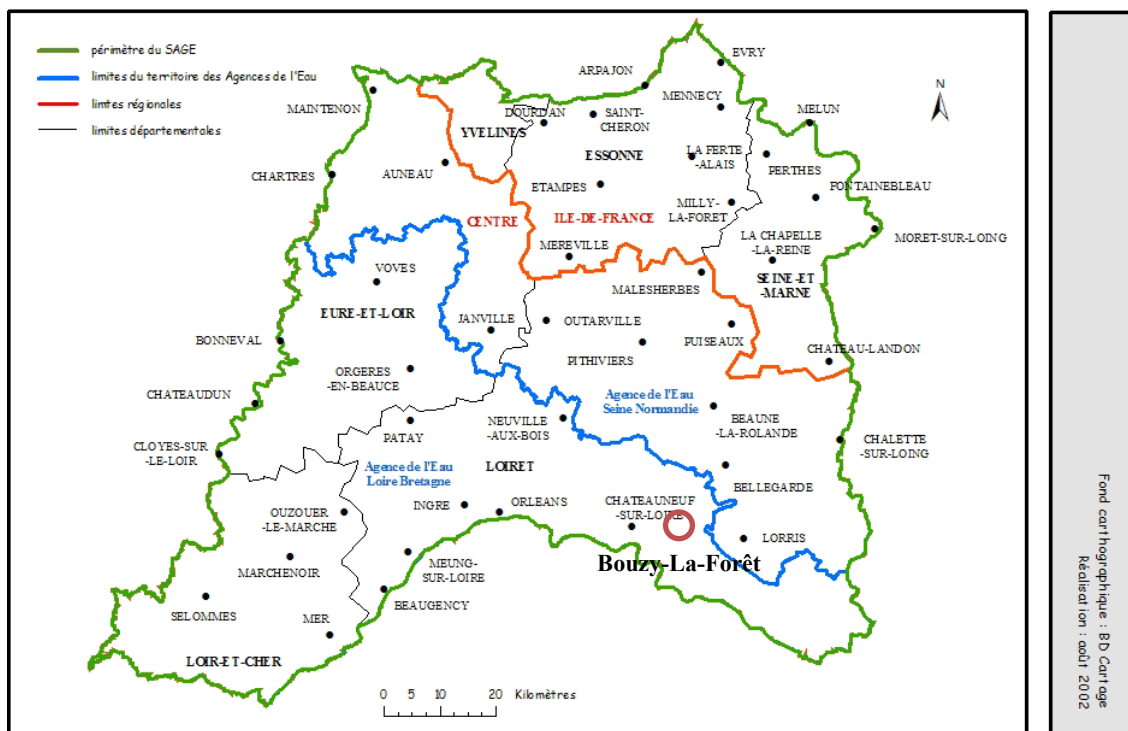 périmètre du SAGE
limites du territoire des Agences de l'Eau
limtes régionales
limites départementales
EVRY
ARPAJON
MAINTENON
MENNECY
N
DOURDAN
SAINT-
CHERON
MELUN
YVELINES
ESSONNE
LA FERTE
-ALAIS
AUNEAU
PERTHES
CHARTRES
ETAMPES
FONTAINEBLEAU
MILLY-
LA-FORET
CENTRE
ILE-DE-FRANCE
MORET-SUR-LOING
LA CHAPELLE
-LA-REINE
MEREVILLE
VOVES
MALESHERBES
SEINE-ET
-MARNE
EURE-ET-LOIR
JANVILLE
OUTARVILLE
BONNEVAL
PUISEAUX
PITHIVIERS
CHATEAU-LANDON
ORGERES
-EN-BEAUCE
CHATEAUDUN
Agence de l'Eau
Seine Normandie
NEUVILLE
-AUX-BOIS
BEAUNE
-LA-ROLANDE
PATAY
CLOYES-SUR
-LE-LOIR
CHALETTE
-SUR-LOING
Agence de l'Eau
Loire Bretagne
LOIRET
BELLEGARDE
INGRE
ORLEANS
CHATEAUNEUF
-SUR-LOIRE
OUZOUER
-LE-MARCHE
LORRIS
Bouzy-La-Forêt
MARCHENOIR
MEUNG-
SUR-LOIRE
BEAUGENCY
SELOMMES
MER
LOIR-ET-CHER
0 5 10 20 Kilomètres
Fond cartographique : BD Cartage
Réalisation : août 2002